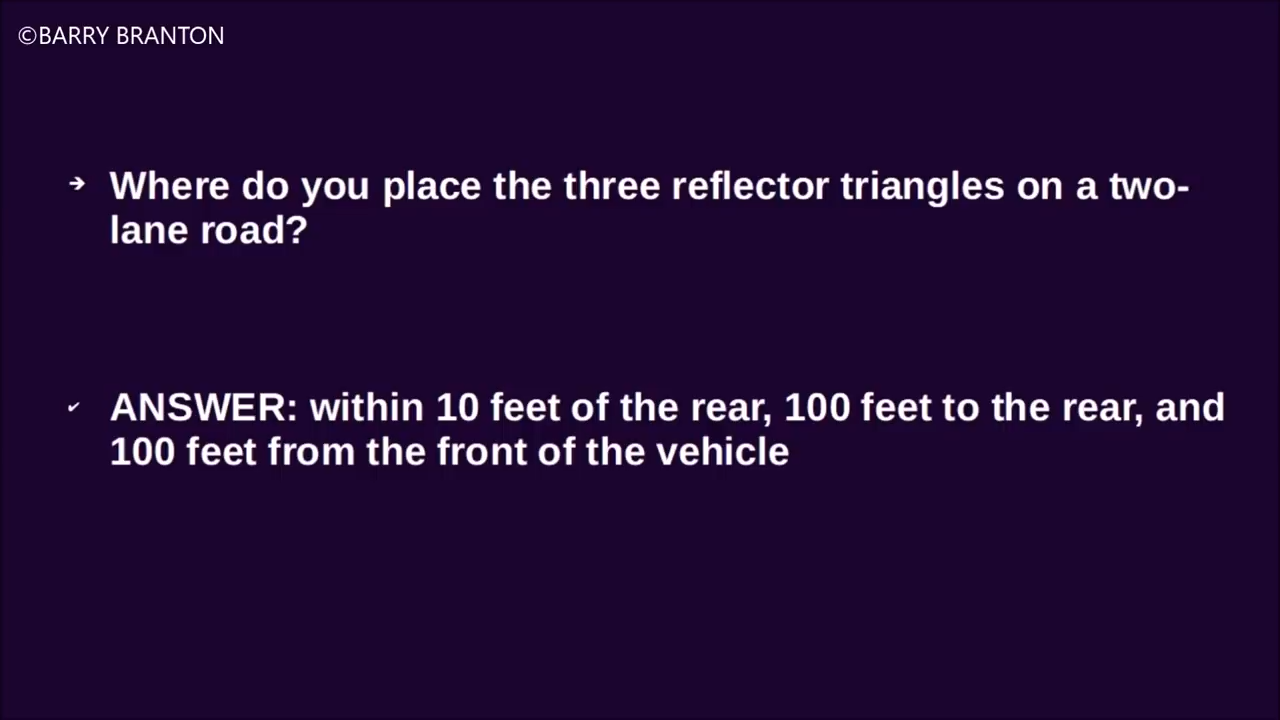 ©BARRY BRANTON
➔ Where do you place the three reflector triangles on a two-
lane road?
✔ ANSWER: within 10 feet of the rear, 100 feet to the rear, and
100 feet from the front of the vehicle